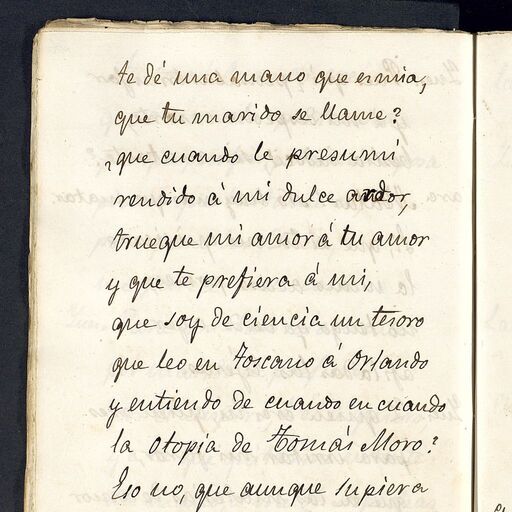 te dé una mano que es mia,
que tu marido se llame?
¿que cuando le presumi
rendido á mi dulce ardor,
trueque mi amor á tu amor
y que te prefiera á mi,
que soy de ciencia un tesoro
que leo en Toscano á Orlando
y entiendo de cuando en cuando
la Otopia de Tomás Moro?
Eso no, que aunque supiera